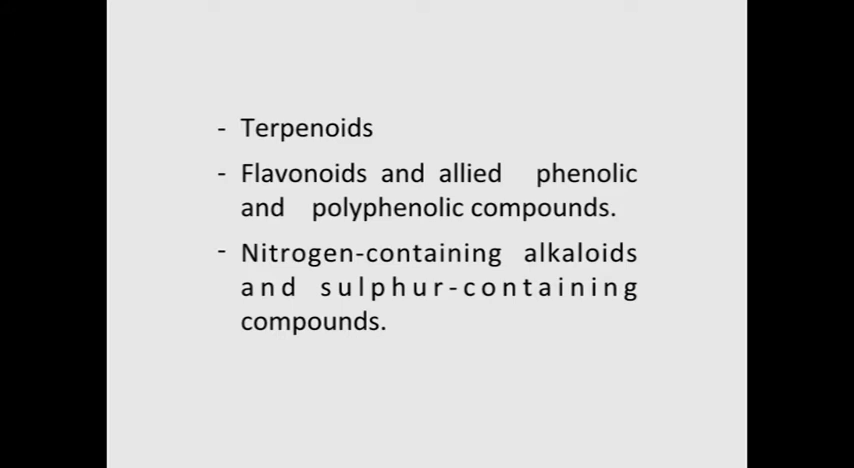 - Terpenoids
- Flavonoids and allied phenolic
and polyphenolic compounds.
- Nitrogen-containing alkaloids
and sulphur-containing
compounds.